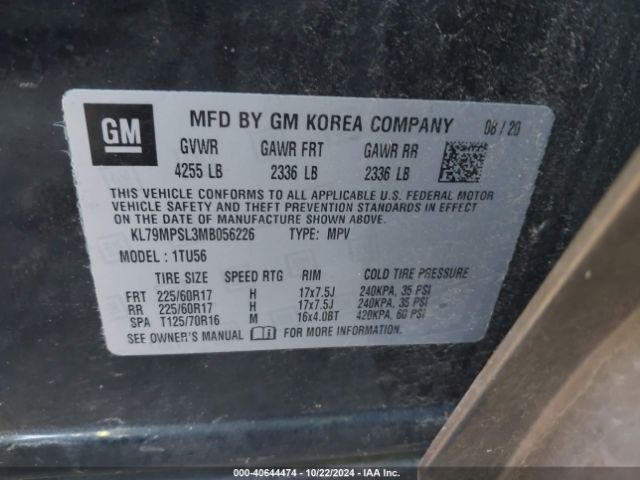 GM
MFD BY GM KOREA COMPANY 08 / 20
GVWR GAWR FRT GAWR RR
4255 LB 2336 LB 2336 LB
THIS VEHICLE CONFORMS TO ALL APPLICABLE U.S. FEDERAL MOTOR
VEHICLE SAFETY AND THEFT PREVENTION STANDARDS IN EFFECT
ON THE DATE OF MANUFACTURE SHOWN ABOVE.
KL79MPSL3MB056226 TYPE: MPV
MODEL : 1TU56
TIRE SIZE SPEED RTG RIM COLD TIRE PRESSURE
FRT 225/60R17 H 17x7.5J 240KPA, 35 PSI
RR 225/60R17 H 17x7.5J 240KPA, 35 PSI
SPA T125/70R16 M 16x4.0BT 420KPA, 60 PSI
SEE OWNER'S MANUAL FOR MORE INFORMATION
000-40644474 - 10/22/2024 - IAA Inc.